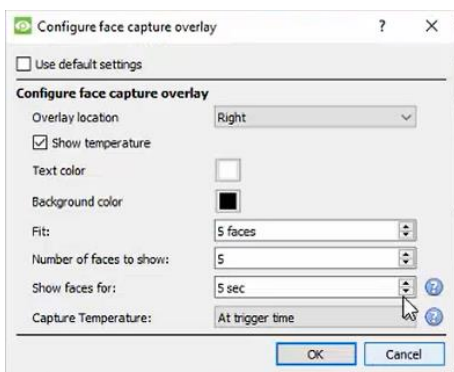 Configure face capture overlay ? ×
Use default settings
Configure face capture overlay
Overlay location Right
Show temperature
Text color
Background color
Fit: 5 faces
Number of faces to show: 5
Show faces for: 5 sec ?
Capture Temperature: At trigger time ?
OK Cancel